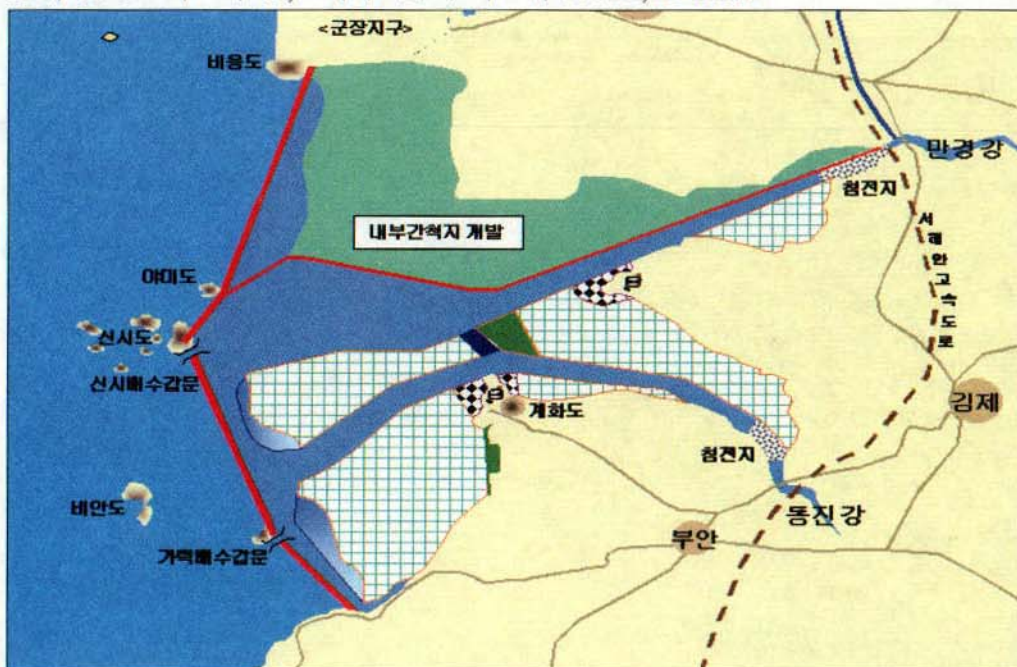 <군장지구>
비응도
만경강
침전지
내부간척지 개발
서해안고속도로
야미도
신시도
신시배수갑문
계화도
김제
침전지
비안도
동진강
부안
가력배수갑문